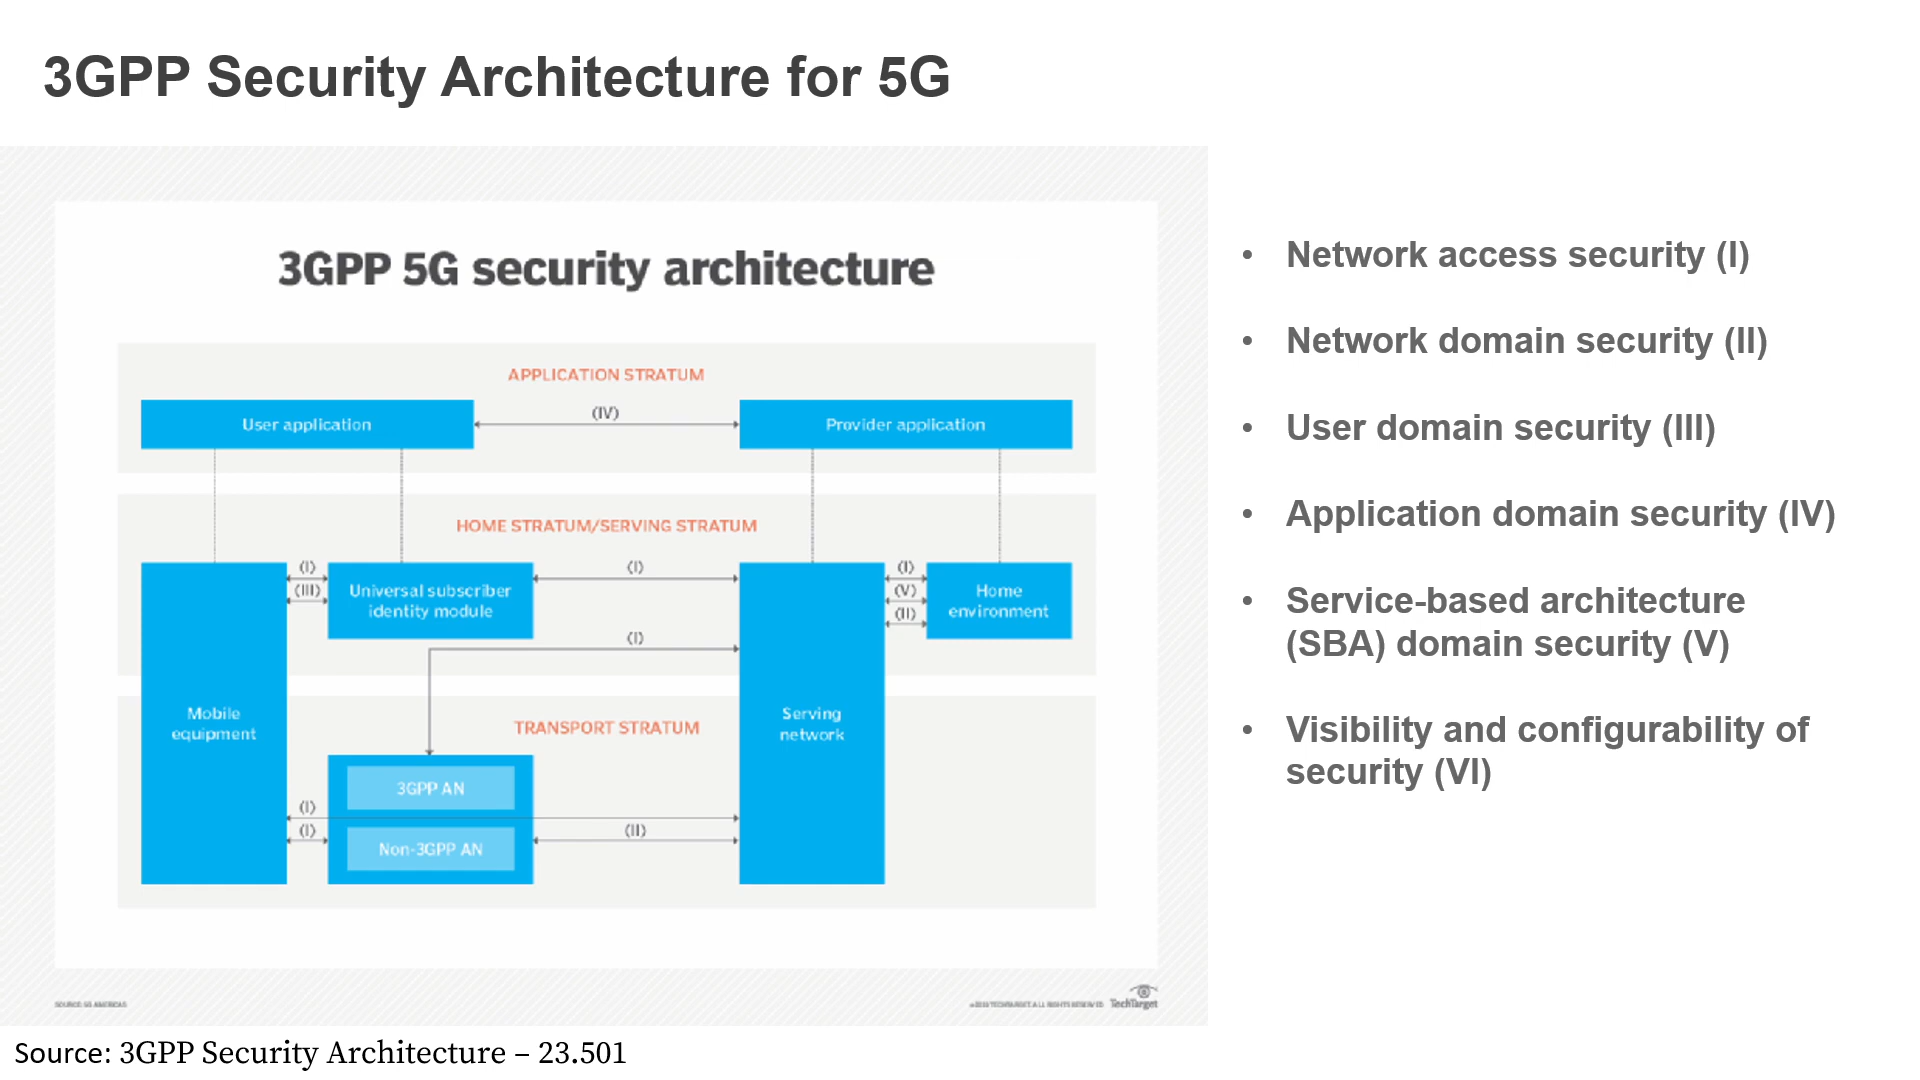 3GPP Security Architecture for 5G
3GPP 5G security architecture
APPLICATION STRATUM
User application
(IV)
Provider application
HOME STRATUM/SERVING STRATUM
(I)
(III)
Universal subscriber
identity module
(I)
(I)
(V)
(II)
Home
environment
(I)
Mobile
equipment
TRANSPORT STRATUM
Serving
network
3GPP AN
(I)
(I)
Non-3GPP AN
(II)
SOURCE: 5G AMERICAS
TechTarget
• Network access security (I)
• Network domain security (II)
• User domain security (III)
• Application domain security (IV)
• Service-based architecture
(SBA) domain security (V)
• Visibility and configurability of
security (VI)
Source: 3GPP Security Architecture – 23.501